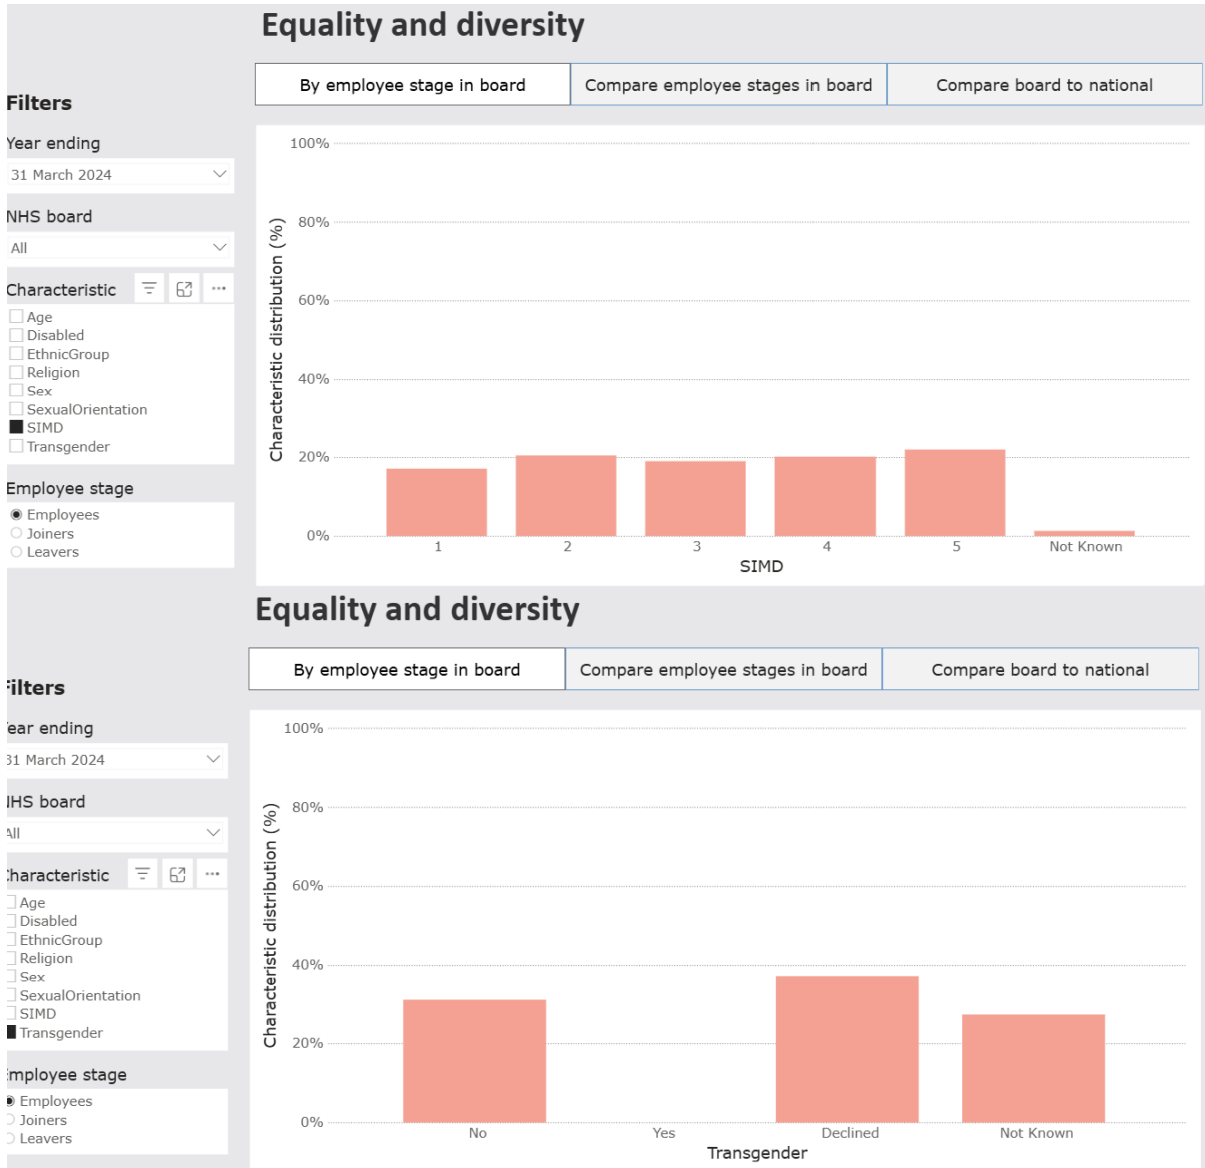 Equality and diversity
By employee stage in board
Compare employee stages in board
Compare board to national
Filters
Year ending
31 March 2024
NHS board
All
Characteristic
Age
Disabled
EthnicGroup
Religion
Sex
SexualOrientation
SIMD
Transgender
Employee stage
Employees
Joiners
Leavers
Characteristic distribution (%)
100%
80%
60%
40%
20%
0%
1 2 3 4 5 Not Known
SIMD
Equality and diversity
By employee stage in board
Compare employee stages in board
Compare board to national
Filters
Year ending
31 March 2024
NHS board
All
Characteristic
Age
Disabled
EthnicGroup
Religion
Sex
SexualOrientation
SIMD
Transgender
Employee stage
Employees
Joiners
Leavers
Characteristic distribution (%)
100%
80%
60%
40%
20%
0%
No Yes Declined Not Known
Transgender